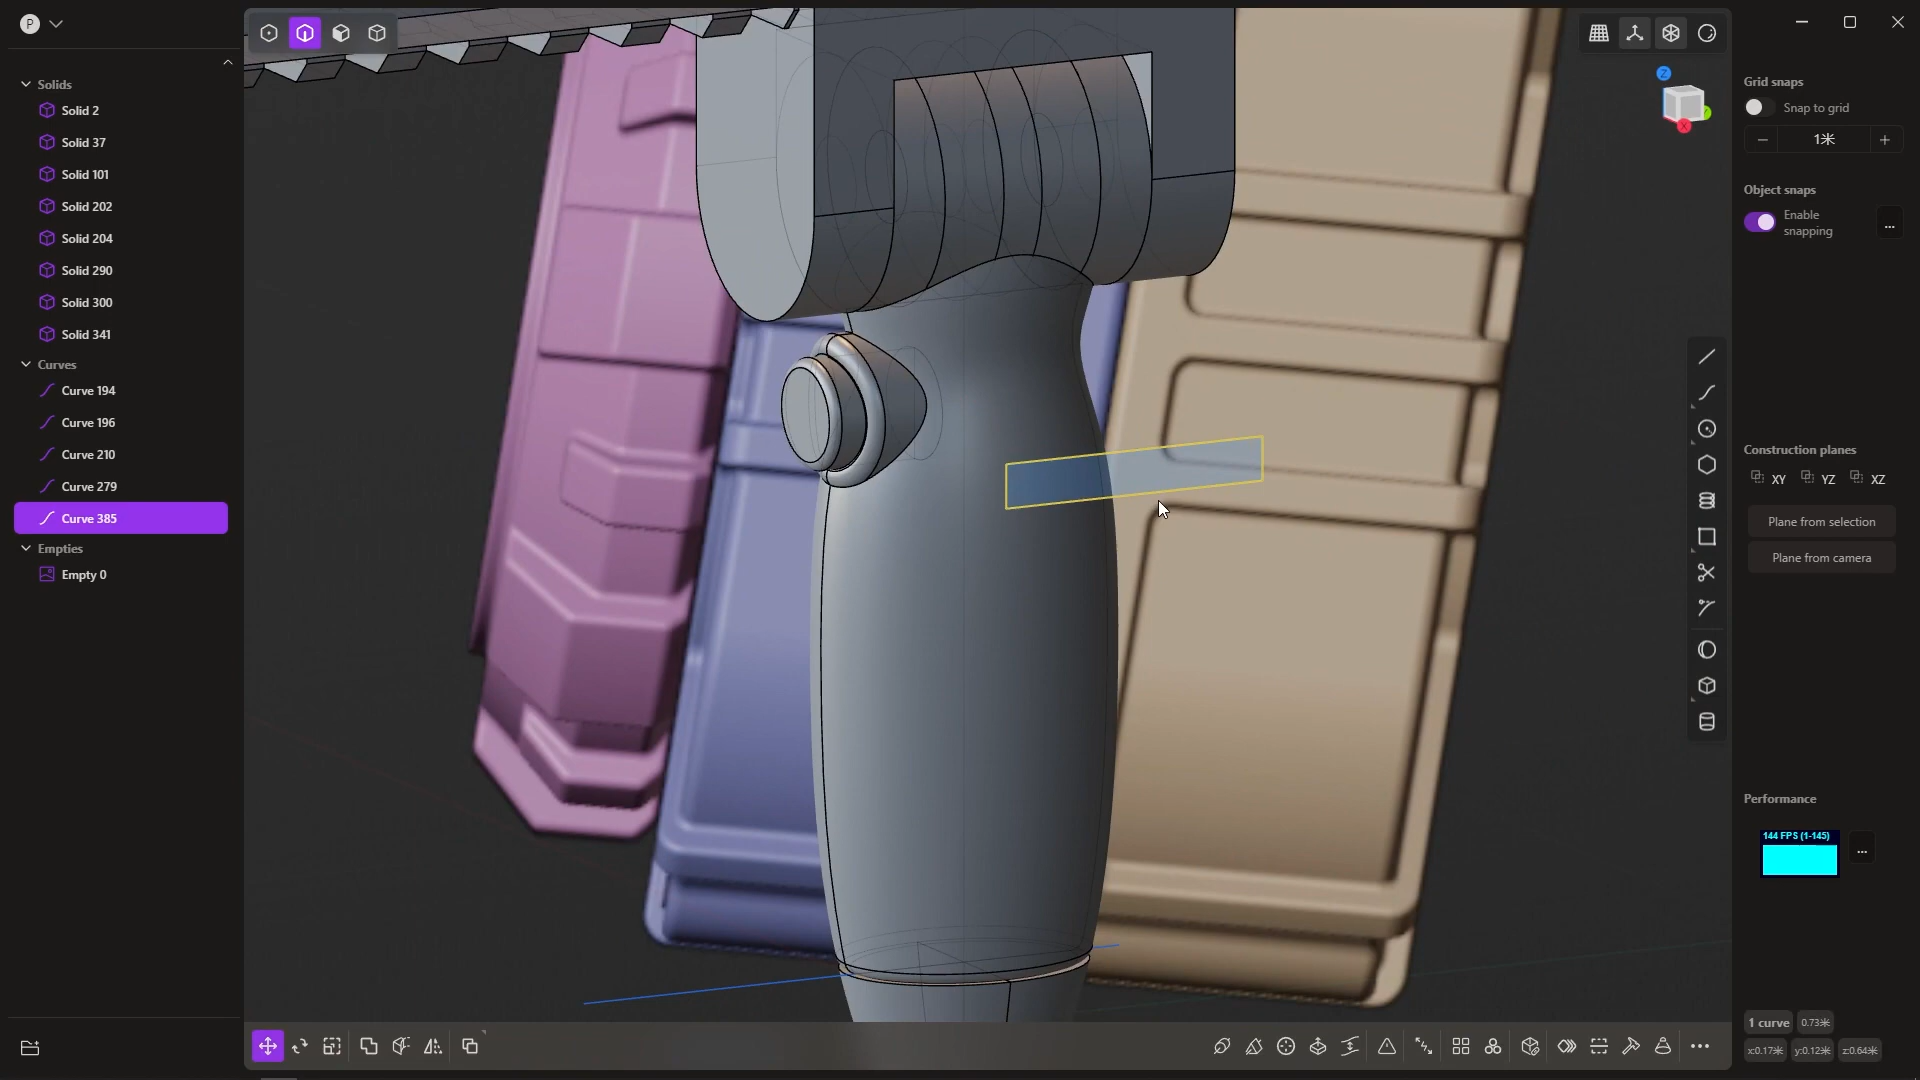 P
Solids
Solid 2
Solid 37
Solid 101
Solid 202
Solid 204
Solid 290
Solid 300
Solid 341
Curves
Curve 194
Curve 196
Curve 210
Curve 279
Curve 385
Empties
Empty 0
Z
X
Grid snaps
Snap to grid
1米
Object snaps
Enable snapping
...
Construction planes
XY
YZ
XZ
Plane from selection
Plane from camera
Performance
144 FPS (1-145)
...
1 curve
0.73米
x:0.17米
y:0.12米
z:0.64米